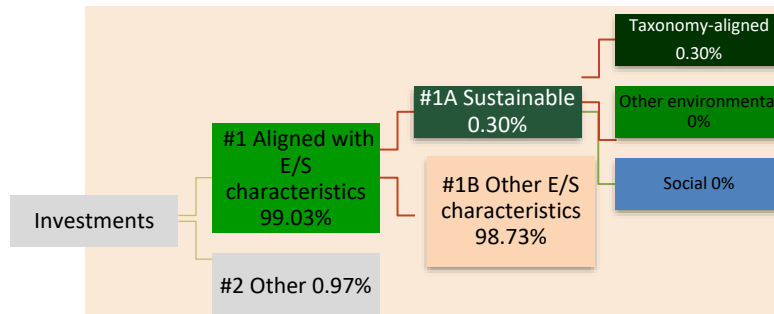 Taxonomy-aligned
0.30%
#1A Sustainable
0.30%
Other environmenta
0%
#1 Aligned with
E/S
characteristics
99.03%
#1B Other E/S
characteristics
98.73%
Social 0%
Investments
#2 Other 0.97%